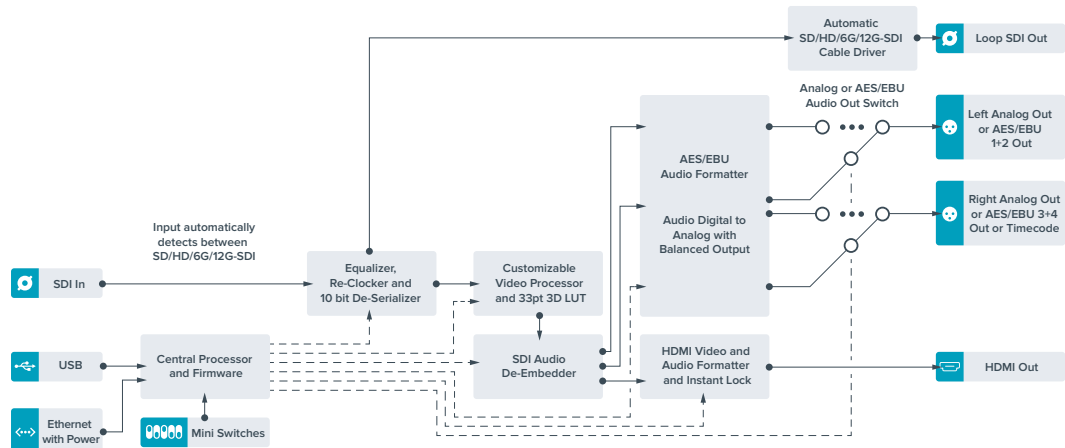 Automatic
SD/HD/6G/12G-SDI
Cable Driver
Loop SDI Out
Analog or AES/EBU
Audio Out Switch
Left Analog Out
or AES/EBU
1+2 Out
AES/EBU
Audio Formatter
Audio Digital to
Analog with
Balanced Output
Right Analog Out
or AES/EBU 3+4
Out or Timecode
Input automatically
detects between
SD/HD/6G/12G-SDI
SDI In
Equalizer,
Re-Clocker and
10 bit De-Serializer
Customizable
Video Processor
and 33pt 3D LUT
USB
Central Processor
and Firmware
SDI Audio
De-Embedder
HDMI Video and
Audio Formatter
and Instant Lock
HDMI Out
Ethernet
with Power
Mini Switches